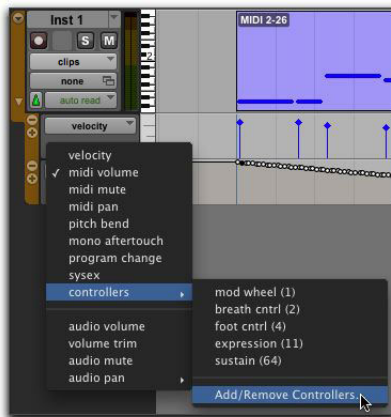 Inst 1
MIDI 2-26
S M
clips
2
none
auto read
velocity
velocity
✓ midi volume
midi mute
midi pan
pitch bend
mono aftertouch
program change
sysex
controllers
mod wheel (1)
breath cntrl (2)
foot cntrl (4)
expression (11)
sustain (64)
Add/Remove Controllers...
audio volume
volume trim
audio mute
audio pan